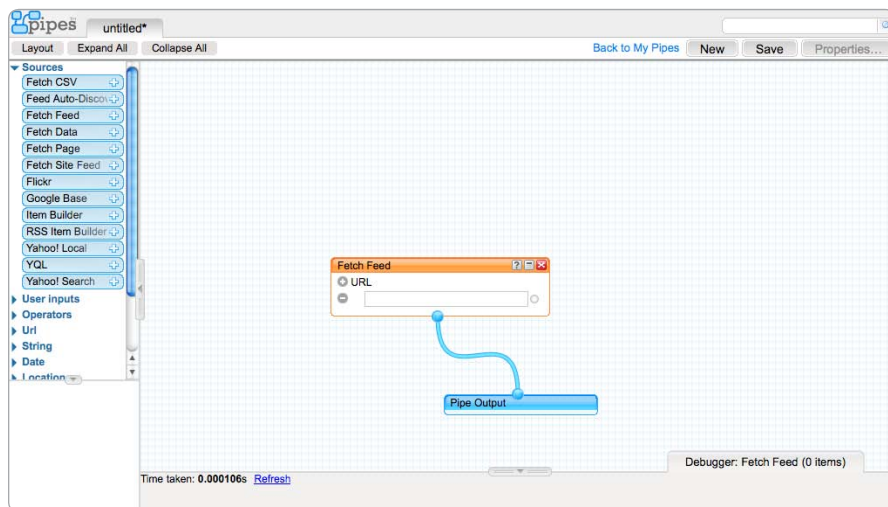 pipes untitled*
Layout Expand All Collapse All Back to My Pipes New Save Properties...
Sources
Fetch CSV
Feed Auto-Discov
Fetch Feed
Fetch Data
Fetch Page
Fetch Site Feed
Flickr
Google Base
Item Builder
RSS Item Builder
Yahoo! Local
YQL
Yahoo! Search
User inputs
Operators
Url
String
Date
Location
Fetch Feed ?
URL
Pipe Output
Debugger: Fetch Feed (0 items)
Time taken: 0.000106s Refresh